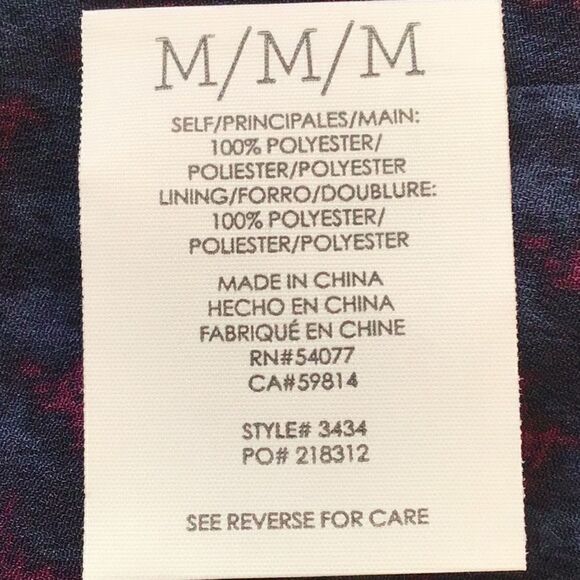 M/M/M
SELF/PRINCIPALES/MAIN:
100% POLYESTER/
POLIESTER/POLYESTER
LINING/FORRO/DOUBLURE:
100% POLYESTER/
POLIESTER/POLYESTER
MADE IN CHINA
HECHO EN CHINA
FABRIQUÉ EN CHINE
RN#54077
CA#59814
STYLE# 3434
PO# 218312
SEE REVERSE FOR CARE